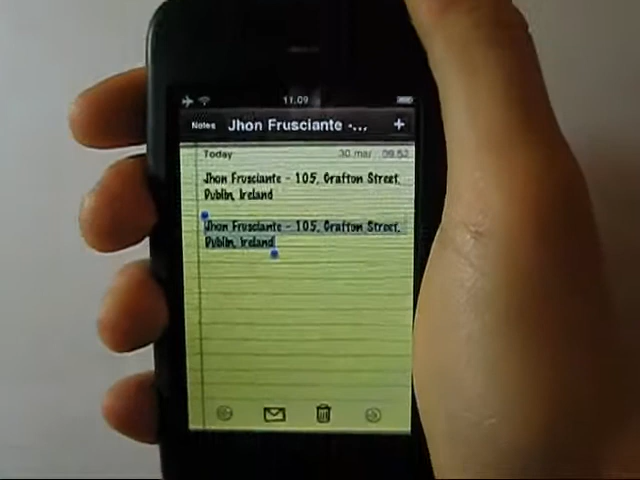 11.09
Notes Jhon Frusciante -... +
Today 30 mar 09.52
Jhon Frusciante - 105, Grafton Street,
Dublin, Ireland
Jhon Frusciante - 105, Grafton Street,
Dublin, Ireland